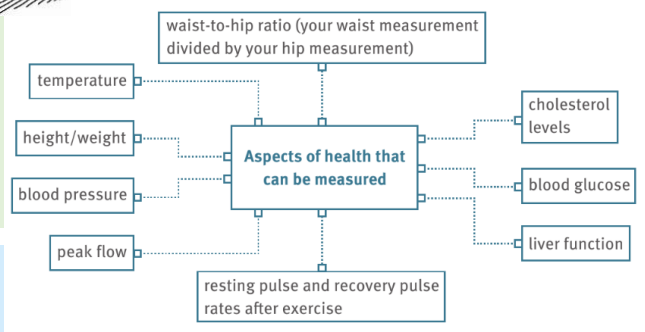 waist-to-hip ratio (your waist measurement
divided by your hip measurement)
temperature
height/weight
blood pressure
peak flow
Aspects of health that
can be measured
cholesterol
levels
blood glucose
liver function
resting pulse and recovery pulse
rates after exercise